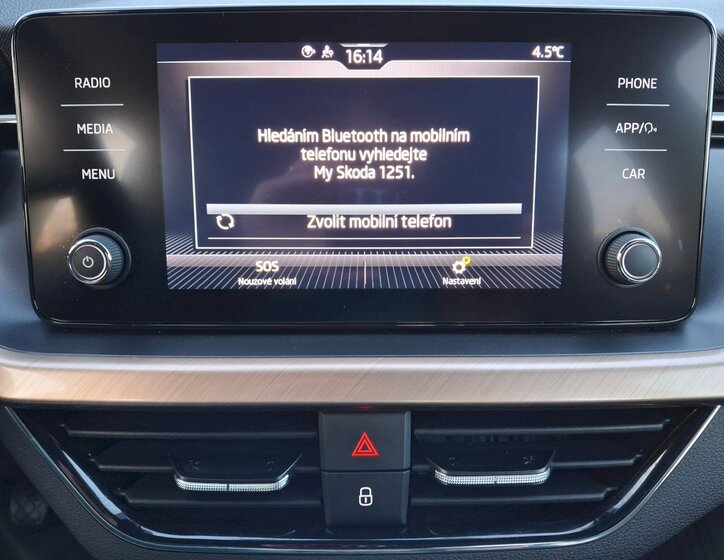 16:14
4.5°C
RADIO
MEDIA
MENU
Hledáním Bluetooth na mobilním
telefonu vyhledejte
My Skoda 1251.
Zvolit mobilní telefon
SOS
Nouzové volání
Nastavení
PHONE
APP/
CAR